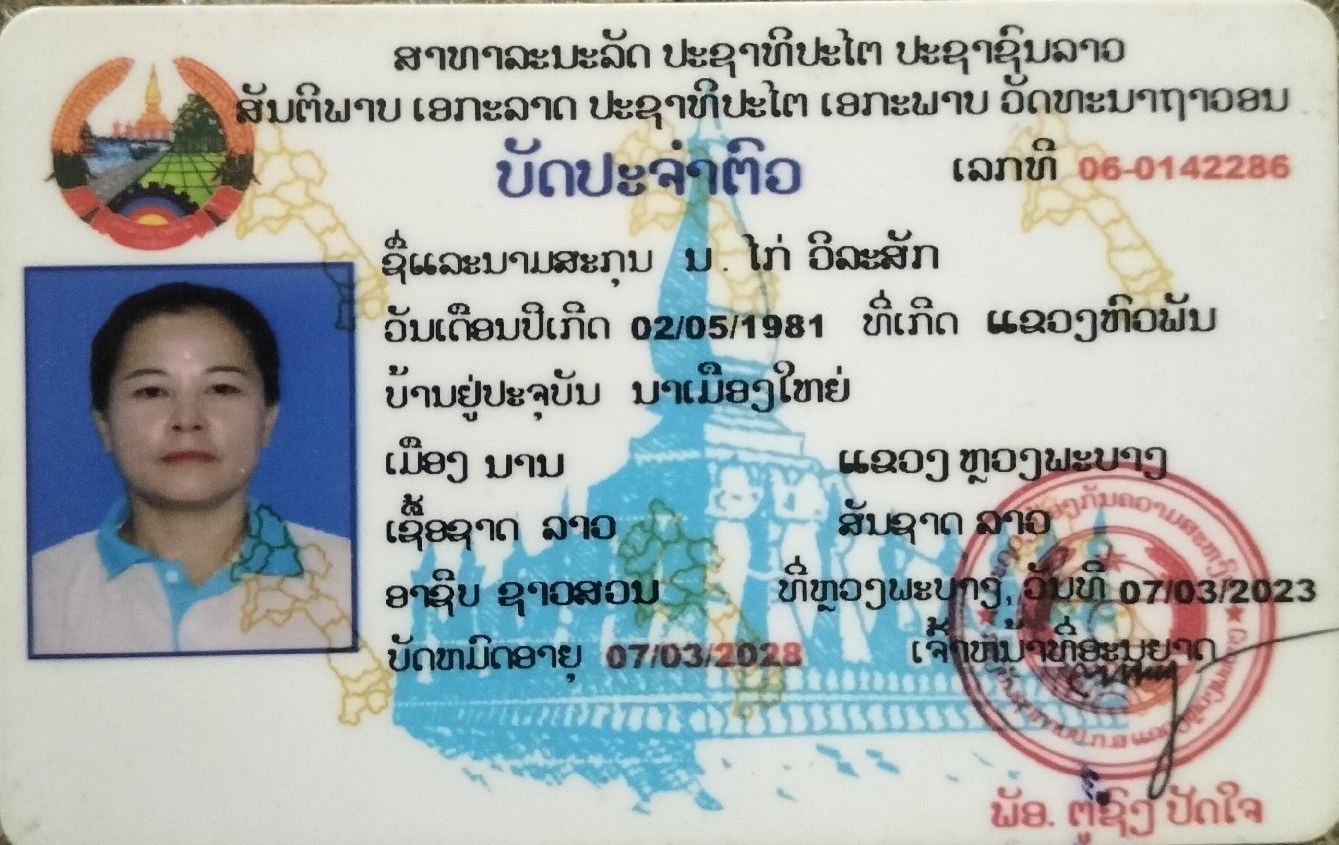 ສາທາລະນະລັດ ປະຊາທິປະໄຕ ປະຊາຊົນລາວ
ສັນຕິພາບ ເອກະລາດ ປະຊາທິປະໄຕ ເອກະພາບ ວັດທະນາຖາວອນ
ບັດປະຈຳຕົວ
ເລກທີ 06-0142286
ຊື່ແລະນາມສະກຸນ ນ . ໄກ່ ວິລະສັກ
ວັນເດືອນປີເກີດ 02/05/1981 ທີ່ເກີດ ແຂວງຫົວພັນ
ບ້ານຢູ່ປະຈຸບັນ ນາເມືອງໃຫຍ່
ເມືອງ ນານ ແຂວງ ຫຼວງພະບາງ
ເຊື້ອຊາດ ລາວ ສັນຊາດ ລາວ
ອາຊີບ ຊາວສວນ ທີ່ຫຼວງພະບາງ, ວັນທີ 07/03/2023
ບັດຫມົດອາຍຸ 07/03/2028 ເຈົ້າຫນ້າທີ່ອະນຸຍາດ
ພັອ. ຕູ້ຊົງ ປັດໃຈ